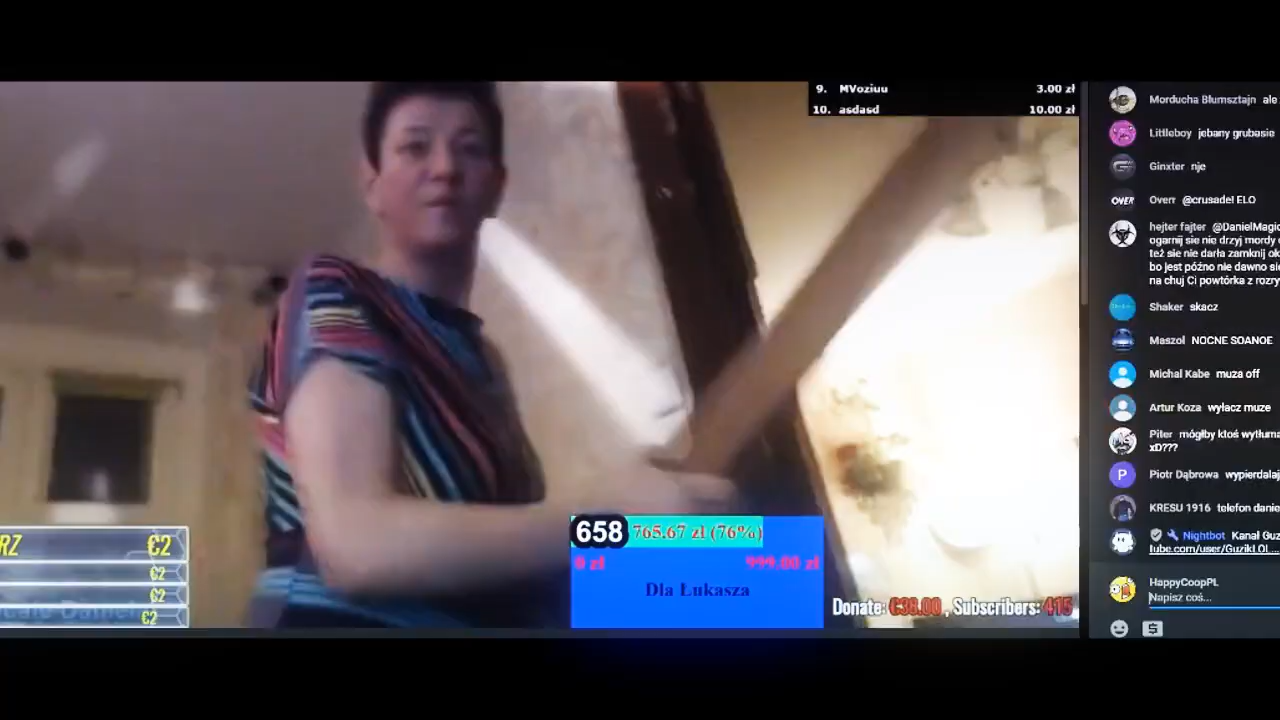 9. MVoziuu 3.00 zł
10. asdasd 10.00 zł
RZ €2
€2
€2
€2
658 765.67 zł (76%)
0 zł 999.00 zł
Dla Łukasza
Donate: €36.00 , Subscribers: 415
Morducha Blumsztajn ale
Littleboy jebany grubasie
Ginxter nje
OVER
Overr @crusadel ELO
hejter fajter @DanielMagic
ogarnij sie nie drzyj mordy
też sie nie darła zamknij ok
bo jest późno nie dawno si
na chuj Ci powtórka z rozry
Shaker skacz
Maszol NOCNE SOANOE
Michal Kabe muza off
Artur Koza wyłacz muze
Piter mógłby ktoś wytłuma
xD???
P
Piotr Dąbrowa wypierdalaj
KRESU 1916 telefon danie
Nightbot Kanał Guz
tube.com/user/Guzikl_Ol...
HappyCoopPL
Napisz coś...